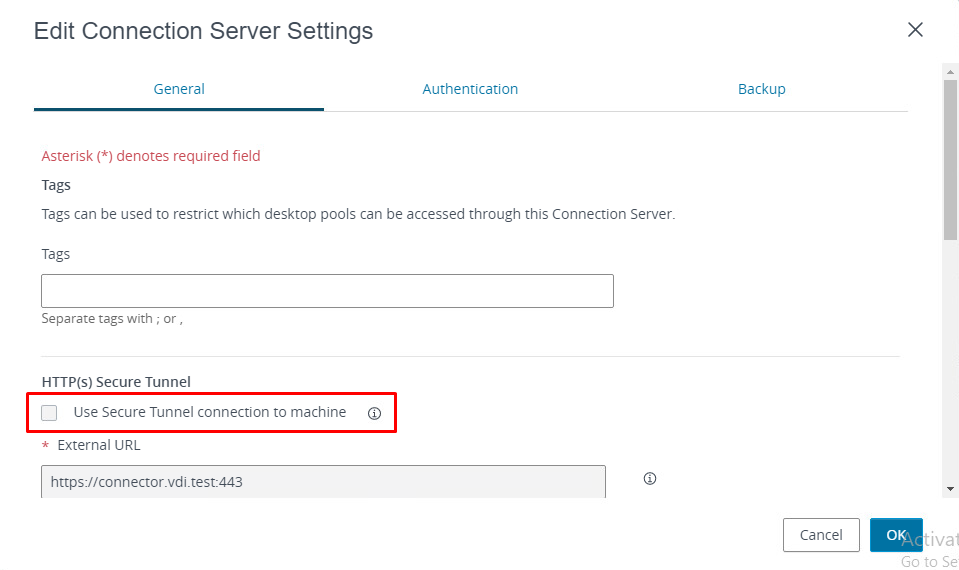 Edit Connection Server Settings
General
Authentication
Backup
Asterisk (*) denotes required field
Tags
Tags can be used to restrict which desktop pools can be accessed through this Connection Server.
Tags
Separate tags with ; or ,
HTTP(s) Secure Tunnel
Use Secure Tunnel connection to machine
* External URL
https://connector.vdi.test:443
Cancel
OK
Activat
Go to Se